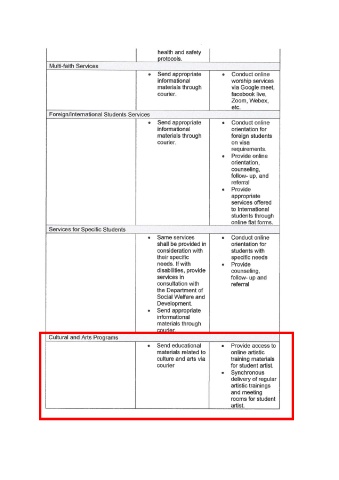 health and safety
protocols.
Multi-faith Services
• Send appropriate
informational
materials through
courier.
• Conduct online
worship services
via Google meet,
facebook live,
Zoom, Webex,
etc.
Foreign/International Students Services
• Send appropriate
informational
materials through
courier.
• Conduct online
orientation for
foreign students
on visa
requirements.
• Provide online
orientation,
counseling,
follow- up, and
referral
• Provide
appropriate
services offered
to International
students through
online flat forms.
Services for Specific Students
• Same services
shall be provided in
consideration with
their specific
needs. If with
disabilities, provide
services in
consultation with
the Department of
Social Welfare and
Development.
• Send appropriate
informational
materials through
courier.
• Conduct online
orientation for
students with
specific needs
• Provide
counseling,
follow- up and
referral
Cultural and Arts Programs
• Send educational
materials related to
culture and arts via
courier
• Provide access to
online artistic
training materials
for student artist.
• Synchronous
delivery of regular
artistic trainings
and meeting
rooms for student
artist.